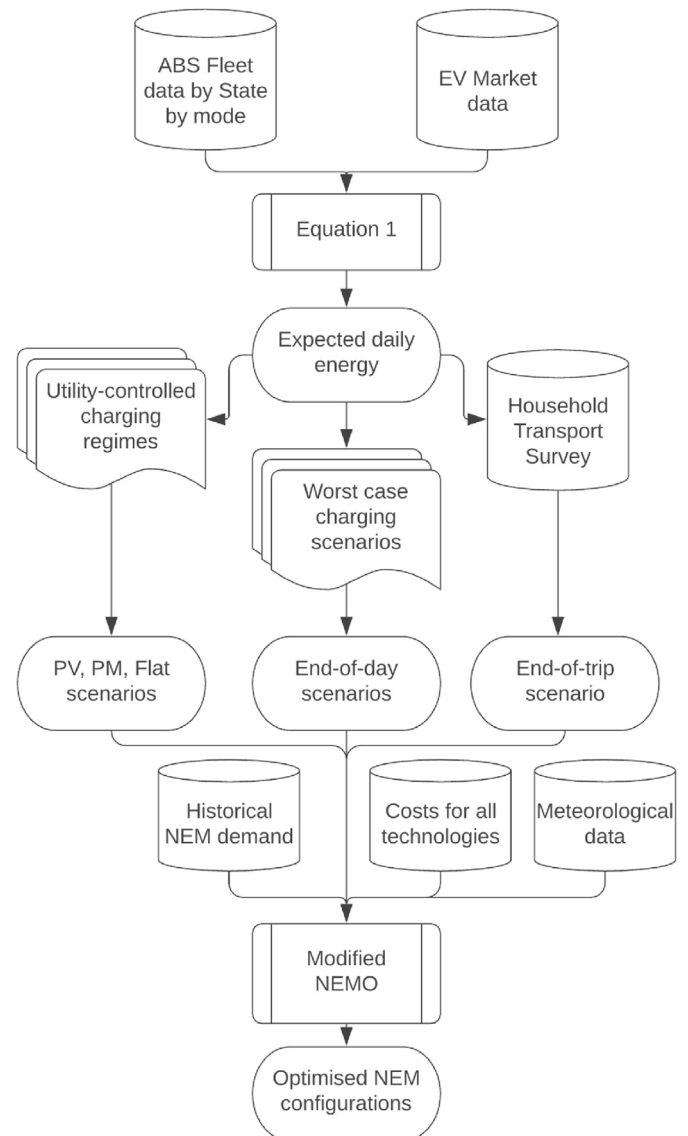 ABS Fleet
data by State
by mode
EV Market
data
Equation 1
Expected daily
energy
Utility-controlled
charging
regimes
Household
Transport
Survey
Worst case
charging
scenarios
PV, PM, Flat
scenarios
End-of-day
scenarios
End-of-trip
scenario
Historical
NEM demand
Costs for all
technologies
Meteorological
data
Modified
NEMO
Optimised NEM
configurations